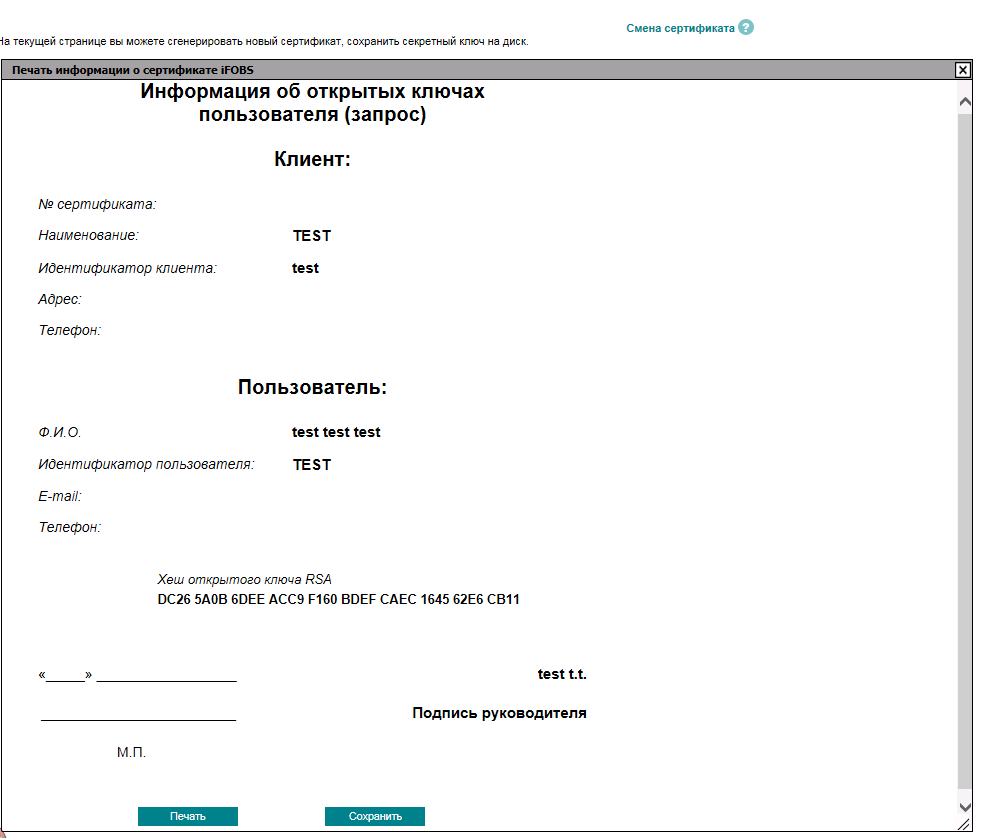 Смена сертификата ?
На текущей странице вы можете сгенерировать новый сертификат, сохранить секретный ключ на диск.
Печать информации о сертификате iFOBS
Информация об открытых ключах
пользователя (запрос)
Клиент:
№ сертификата:
Наименование: TEST
Идентификатор клиента: test
Адрес:
Телефон:
Пользователь:
Ф.И.О. test test test
Идентификатор пользователя: TEST
E-mail:
Телефон:
Хеш открытого ключа RSA
DC26 5A0B 6DEE ACC9 F160 BDEF CAEC 1645 62E6 CB11
«_____» __________________ test t.t.
_________________________ Подпись руководителя
М.П.
Печать Сохранить